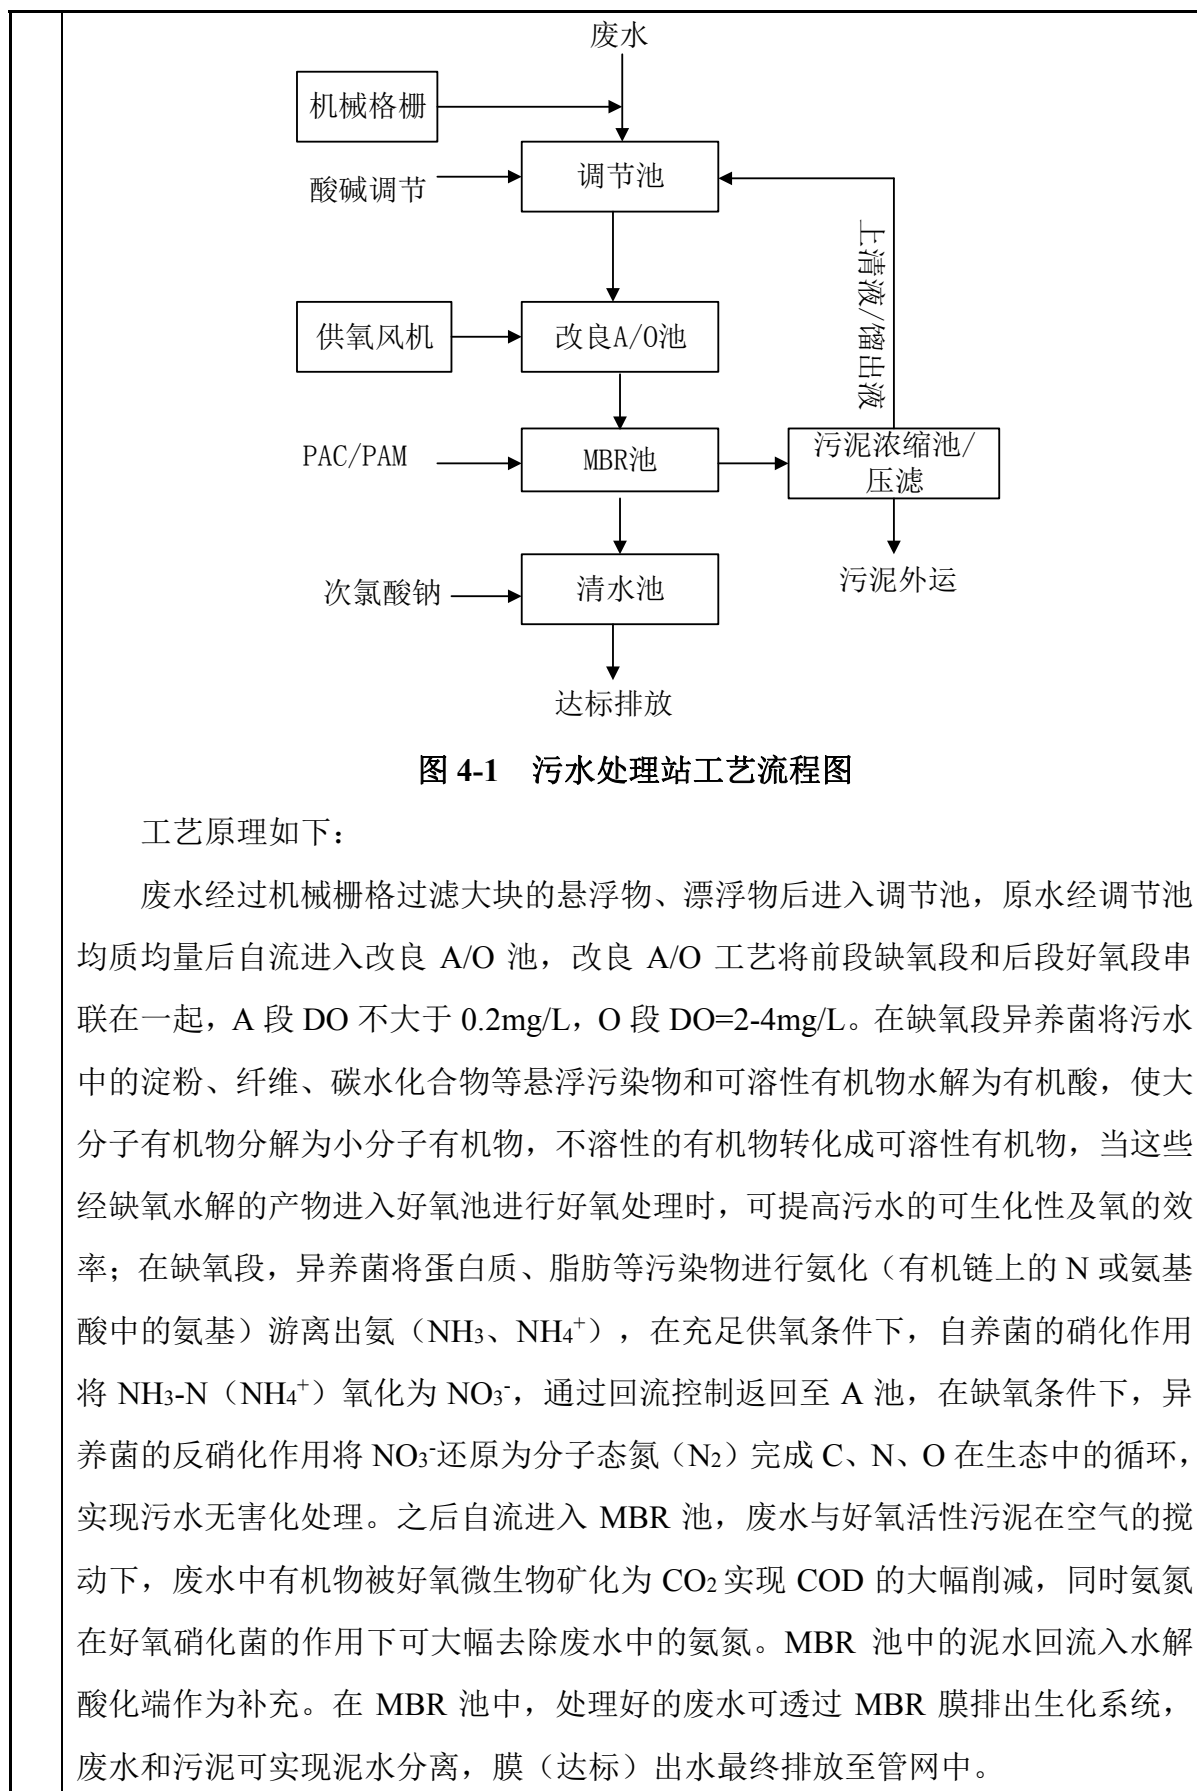 废水
机械格栅
酸碱调节
调节池
上清液/馏出液
供氧风机
改良A/O池
PAC/PAM
MBR池
污泥浓缩池/
压滤
次氯酸钠
清水池
污泥外运
达标排放
图 4-1 污水处理站工艺流程图
工艺原理如下：
废水经过机械栅格过滤大块的悬浮物、漂浮物后进入调节池，原水经调节池
均质均量后自流进入改良 A/O 池，改良 A/O 工艺将前段缺氧段和后段好氧段串
联在一起，A 段 DO 不大于 0.2mg/L，O 段 DO=2-4mg/L。在缺氧段异养菌将污水
中的淀粉、纤维、碳水化合物等悬浮污染物和可溶性有机物水解为有机酸，使大
分子有机物分解为小分子有机物，不溶性的有机物转化成可溶性有机物，当这些
经缺氧水解的产物进入好氧池进行好氧处理时，可提高污水的可生化性及氧的效
率；在缺氧段，异养菌将蛋白质、脂肪等污染物进行氨化（有机链上的 N 或氨基
酸中的氨基）游离出氨（NH₃、NH₄⁺），在充足供氧条件下，自养菌的硝化作用
将 NH₃-N（NH₄⁺）氧化为 NO₃⁻，通过回流控制返回至 A 池，在缺氧条件下，异
养菌的反硝化作用将 NO₃⁻还原为分子态氮（N₂）完成 C、N、O 在生态中的循环，
实现污水无害化处理。之后自流进入 MBR 池，废水与好氧活性污泥在空气的搅
动下，废水中有机物被好氧微生物矿化为 CO₂ 实现 COD 的大幅削减，同时氨氮
在好氧硝化菌的作用下可大幅去除废水中的氨氮。MBR 池中的泥水回流入水解
酸化端作为补充。在 MBR 池中，处理好的废水可透过 MBR 膜排出生化系统，
废水和污泥可实现泥水分离，膜（达标）出水最终排放至管网中。